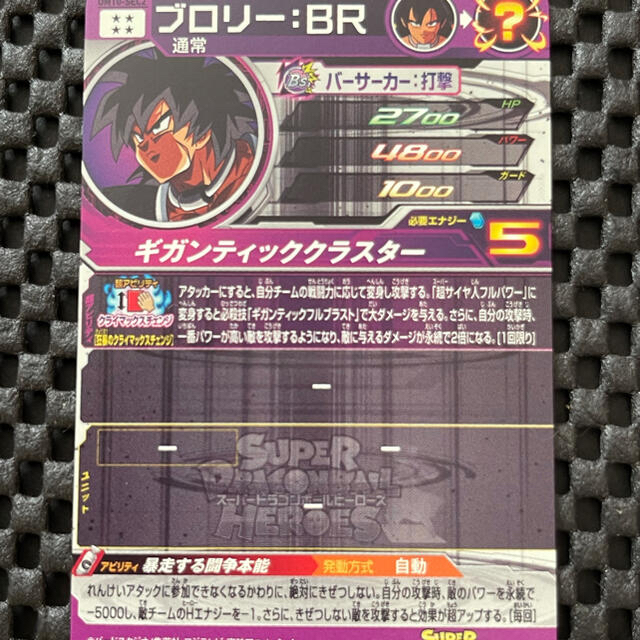 UM10-SEC2
ブロリー:BR
通常
?
Bs バーサーカー:打撃
HP
2700
パワー
4800
ガード
1000
必要エナジー 5
ギガンティッククラスター
超アビリティ
超アビリティ
クライマックスチェンジ
[狂暴のクライマックスチェンジ]
アタッカーにすると、自分チームの戦闘力に応じて変身し攻撃する。「超サイヤ人フルパワー」に
変身すると必殺技「ギガンティックフルブラスト」で大ダメージを与える。さらに、自分の攻撃時、
一番パワーが高い敵を攻撃するようになり、敵に与えるダメージが永続で2倍になる。[1回限り]
ー
ユニット
ー ー
ー
SUPER
DRAGONBALL
スーパードラゴンボールヒーローズ
HEROES
アビリティ 暴走する闘争本能 発動方式 自動
れんけいアタックに参加できなくなるかわりに、絶対にきぜつしない。自分の攻撃時、敵のパワーを永続で
-5000し、敵チームのHエナジーを-1。さらに、きぜつしない敵を攻撃すると効果が超アップする。[毎回]
SUPER